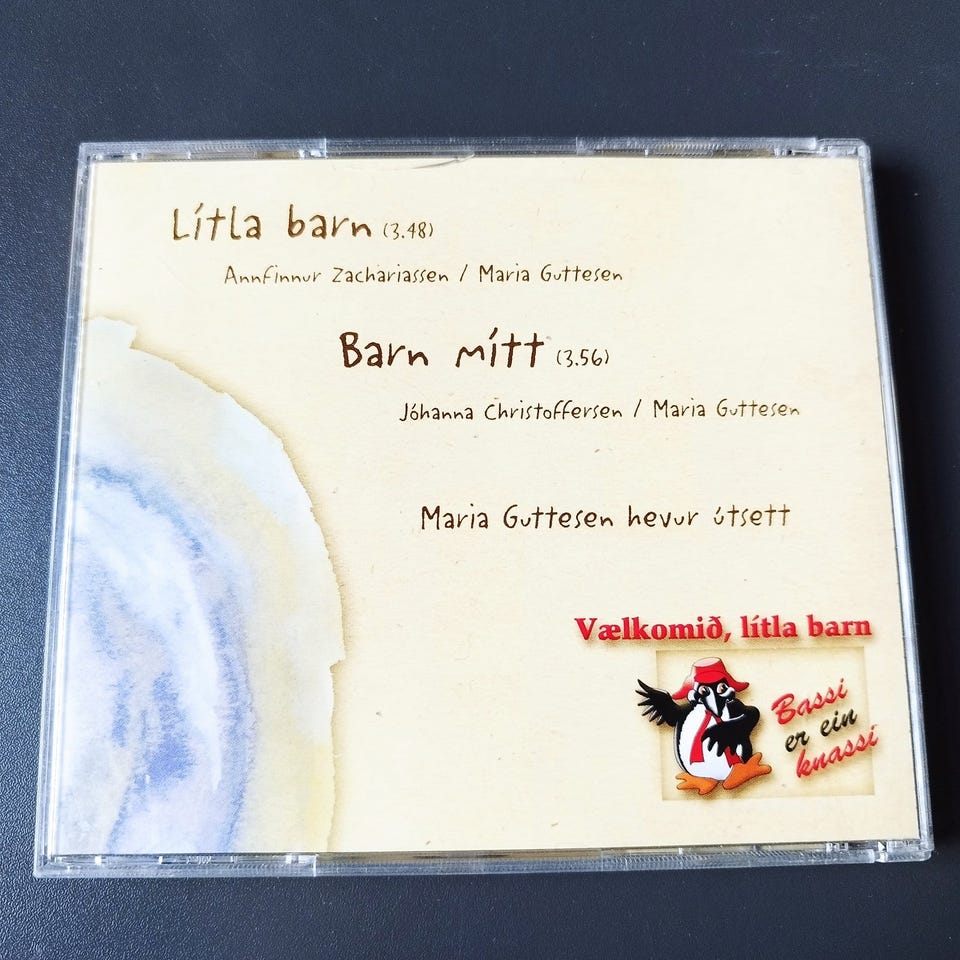 Lítla barn (3.48)
Annfinnur Zachariassen / Maria Guttesen
Barn mítt (3.56)
Jóhanna Christoffersen / Maria Guttesen
Maria Guttesen hevur útsett
Vælkomið, lítla barn
Bassi
er ein
knassi